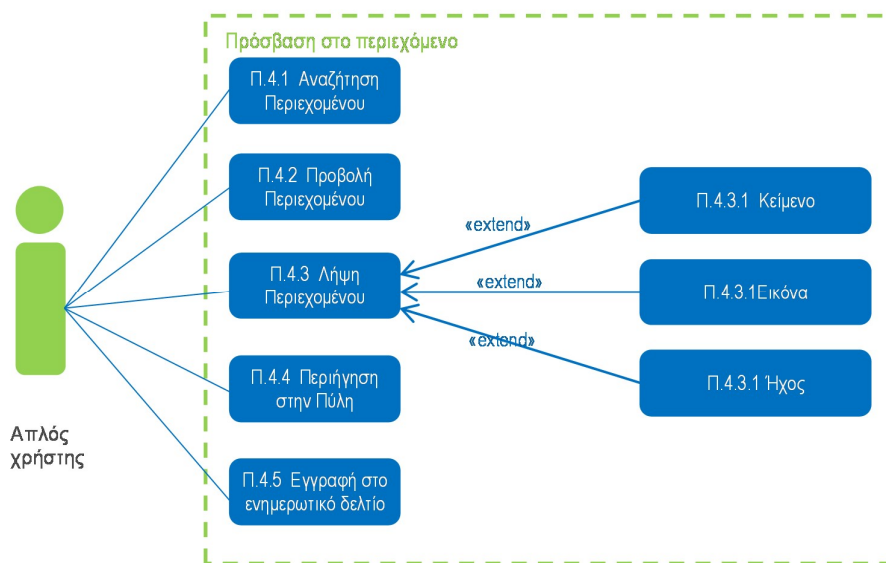 Πρόσβαση στο περιεχόμενο
Π.4.1 Αναζήτηση
Περιεχομένου
Π.4.2 Προβολή
Περιεχομένου
Π.4.3 Λήψη
Περιεχομένου
Π.4.4 Περιήγηση
στην Πύλη
Π.4.5 Εγγραφή στο
ενημερωτικό δελτίο
«extend»
«extend»
«extend»
Π.4.3.1 Κείμενο
Π.4.3.1Εικόνα
Π.4.3.1 Ήχος
Απλός
χρήστης